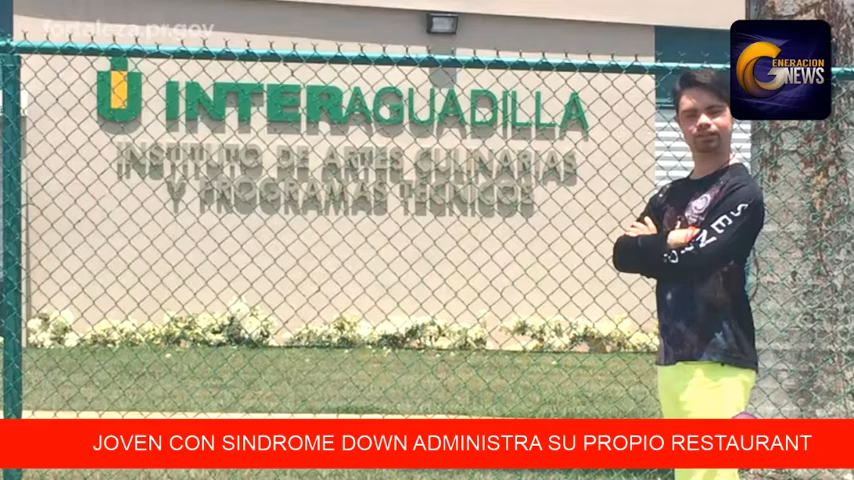 fortaleza.pr.gov
GENERACION
NEWS
INTERAGUADILLA
INSTITUTO DE ARTES CULINARIAS
Y PROGRAMAS TÉCNICOS
JOVEN CON SINDROME DOWN ADMINISTRA SU PROPIO RESTAURANT